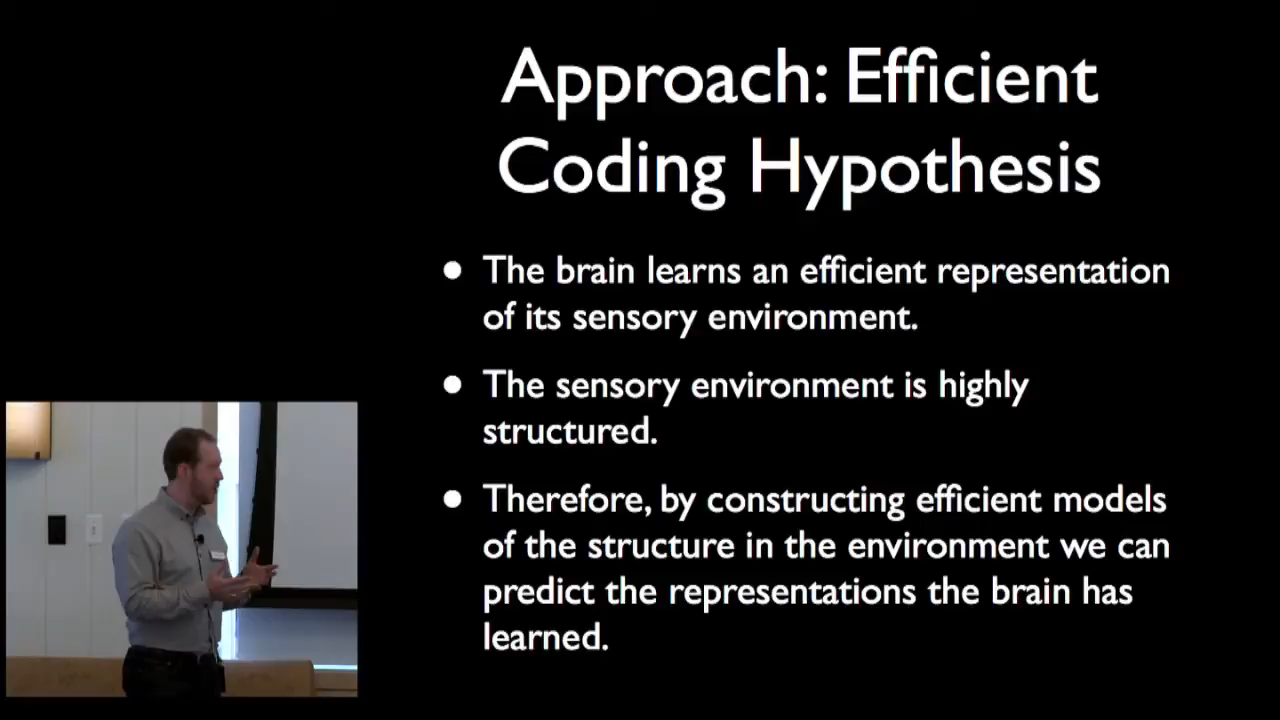 Approach: Efficient
Coding Hypothesis
• The brain learns an efficient representation
of its sensory environment.
• The sensory environment is highly
structured.
• Therefore, by constructing efficient models
of the structure in the environment we can
predict the representations the brain has
learned.